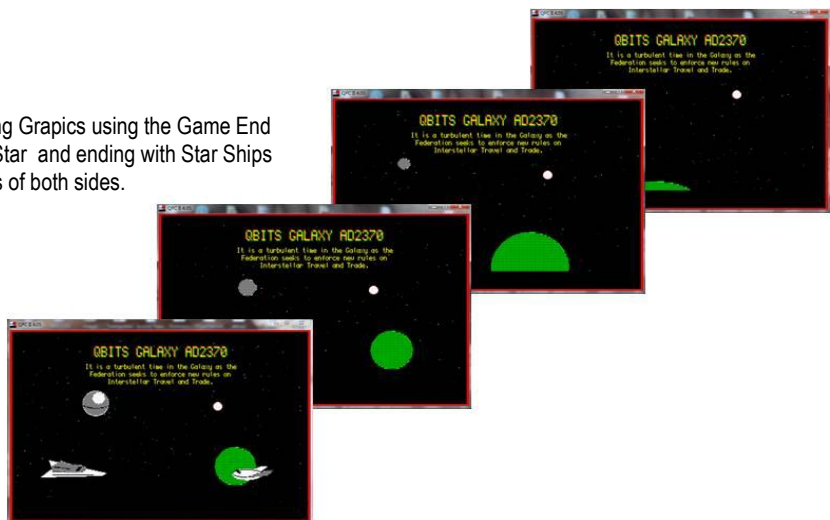 QPC II 4.05
QBITS GALAXY AD2370
It is a turbulent time in the Galaxy as the
Federation seeks to enforce new rules on
Interstellar Travel and Trade.
QBITS GALAXY AD2370
It is a turbulent time in the Galaxy as the
Federation seeks to enforce new rules on
Interstellar Travel and Trade.
ng Grapics using the Game End
Star and ending with Star Ships
s of both sides.
QBITS GALAXY AD2370
It is a turbulent time in the Galaxy as the
Federation seeks to enforce new rules on
Interstellar Travel and Trade.
QBITS GALAXY AD2370
It is a turbulent time in the Galaxy as the
Federation seeks to enforce new rules on
Interstellar Travel and Trade.